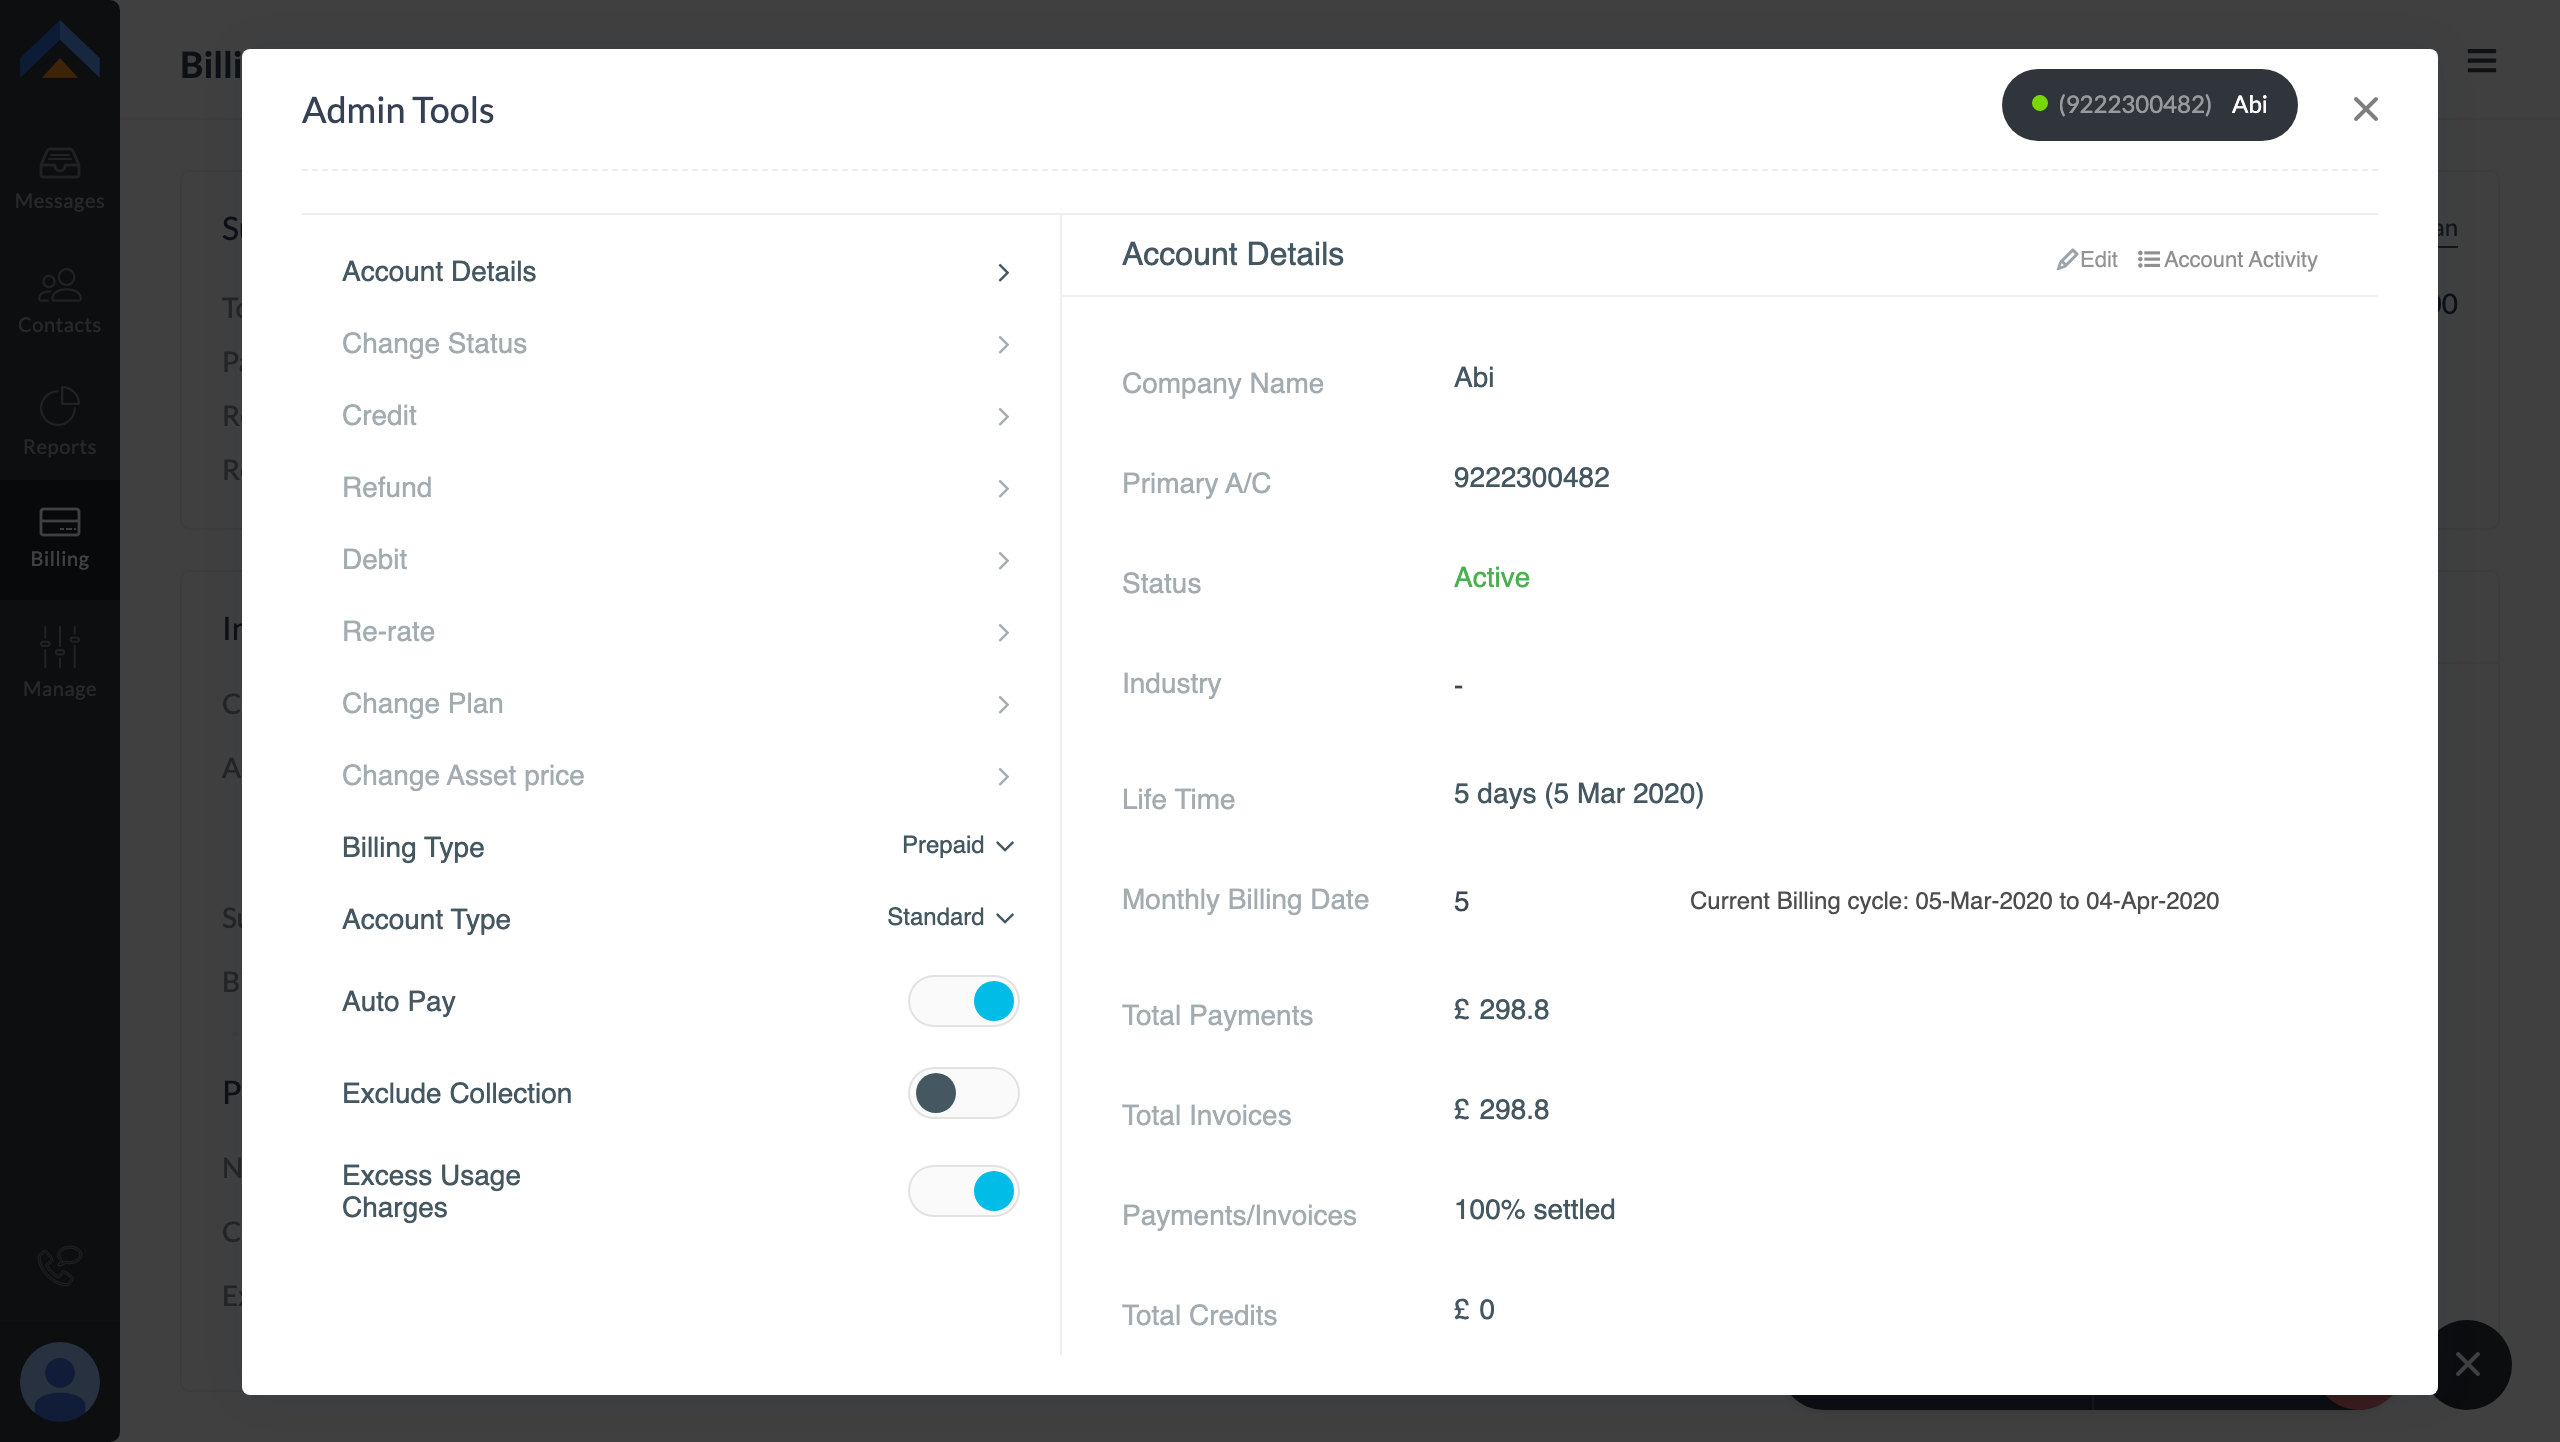 Billi
Messages
Contacts
Reports
Billing
Manage
Admin Tools
(9222300482) Abi
Account Details
Change Status
Credit
Refund
Debit
Re-rate
Change Plan
Change Asset price
Billing Type Prepaid
Account Type Standard
Auto Pay
Exclude Collection
Excess Usage
Charges
Account Details
Edit Account Activity
Company Name Abi
Primary A/C 9222300482
Status Active
Industry -
Life Time 5 days (5 Mar 2020)
Monthly Billing Date 5 Current Billing cycle: 05-Mar-2020 to 04-Apr-2020
Total Payments £ 298.8
Total Invoices £ 298.8
Payments/Invoices 100% settled
Total Credits £ 0